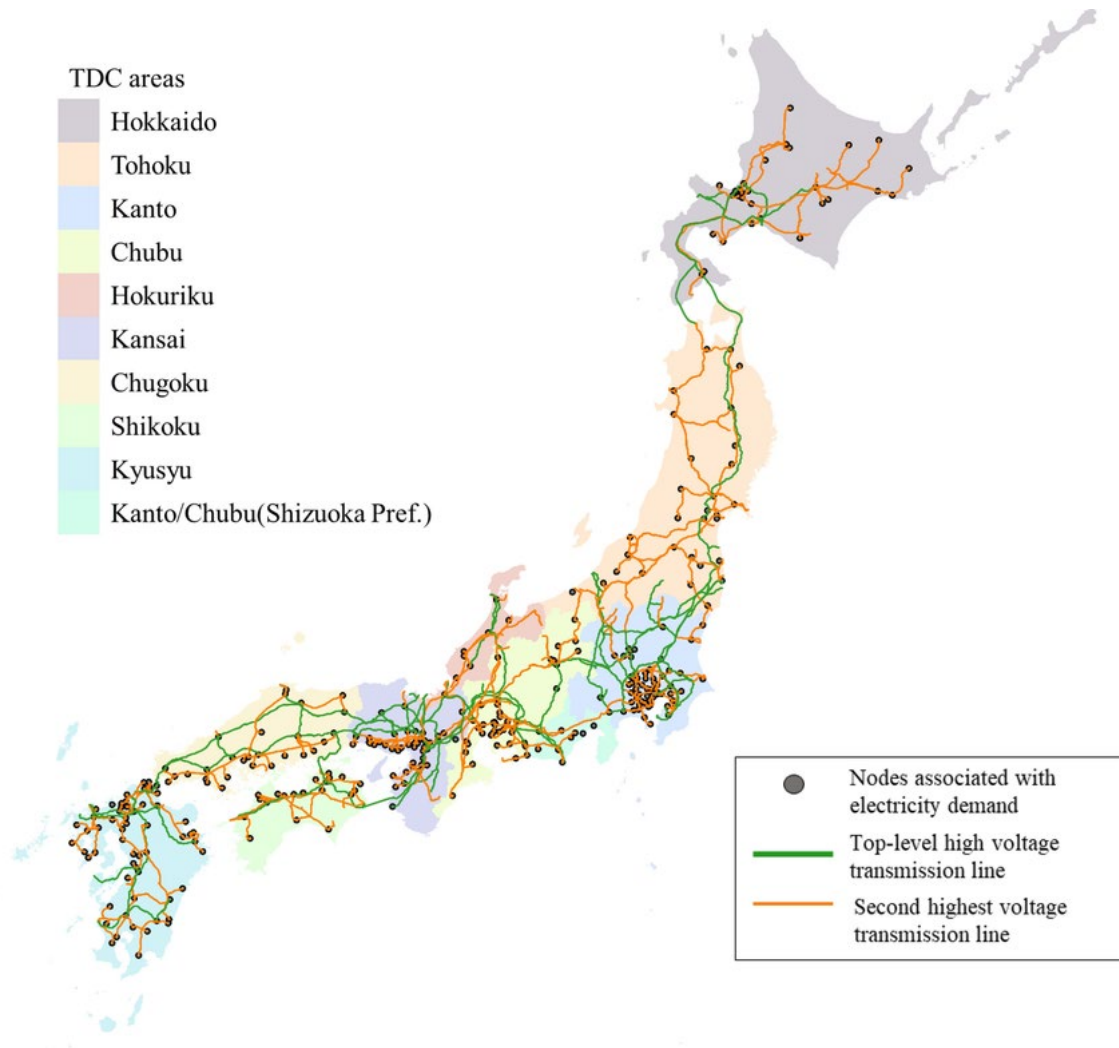 TDC areas
Hokkaido
Tohoku
Kanto
Chubu
Hokuriku
Kansai
Chugoku
Shikoku
Kyusyu
Kanto/Chubu(Shizuoka Pref.)
Nodes associated with
electricity demand
Top-level high voltage
transmission line
Second highest voltage
transmission line